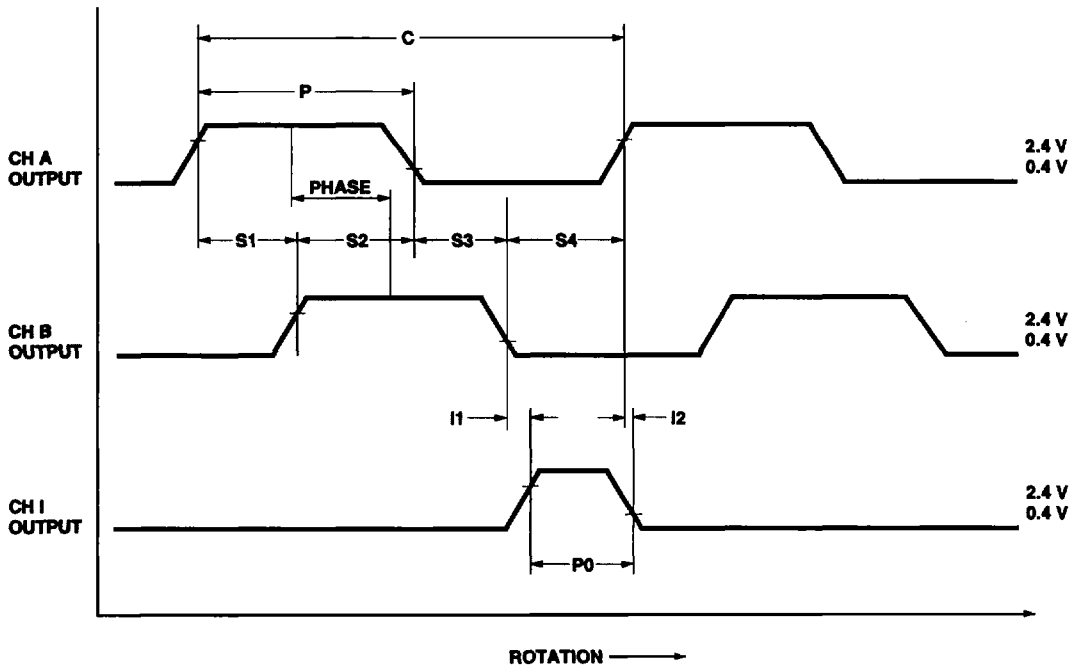 C
P
CH A
OUTPUT
2.4 V
0.4 V
PHASE
S1 S2 S3 S4
CH B
OUTPUT
2.4 V
0.4 V
I1 I2
CH I
OUTPUT
2.4 V
0.4 V
P0
ROTATION